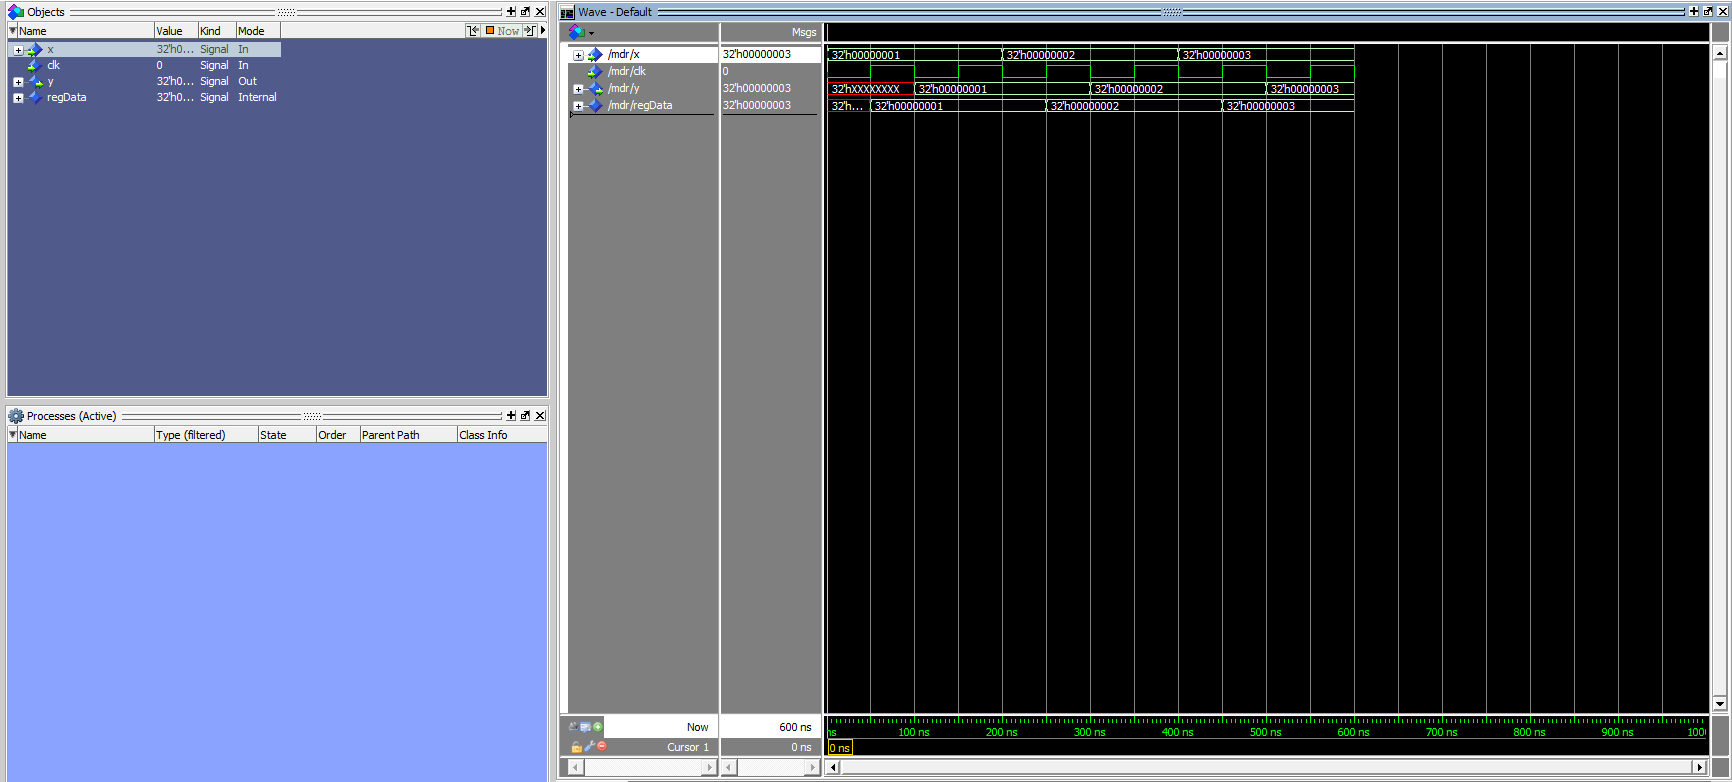 Objects
Name Value Kind Mode Now
x 32'h0... Signal In
clk 0 Signal In
y 32'h0... Signal Out
regData 32'h0... Signal Internal
Processes (Active)
Name Type (filtered) State Order Parent Path Class Info
Wave - Default
Msgs
/mdr/x 32'h00000003 32'h00000001 32'h00000002 32'h00000003
/mdr/clk 0
/mdr/y 32'h00000003 32'hXXXXXXXX 32'h00000001 32'h00000002 32'h00000003
/mdr/regData 32'h00000003 32'h... 32'h00000001 32'h00000002 32'h00000003
Now 600 ns ns 100 ns 200 ns 300 ns 400 ns 500 ns 600 ns 700 ns 800 ns 900 ns 100
Cursor 1 0 ns 0 ns